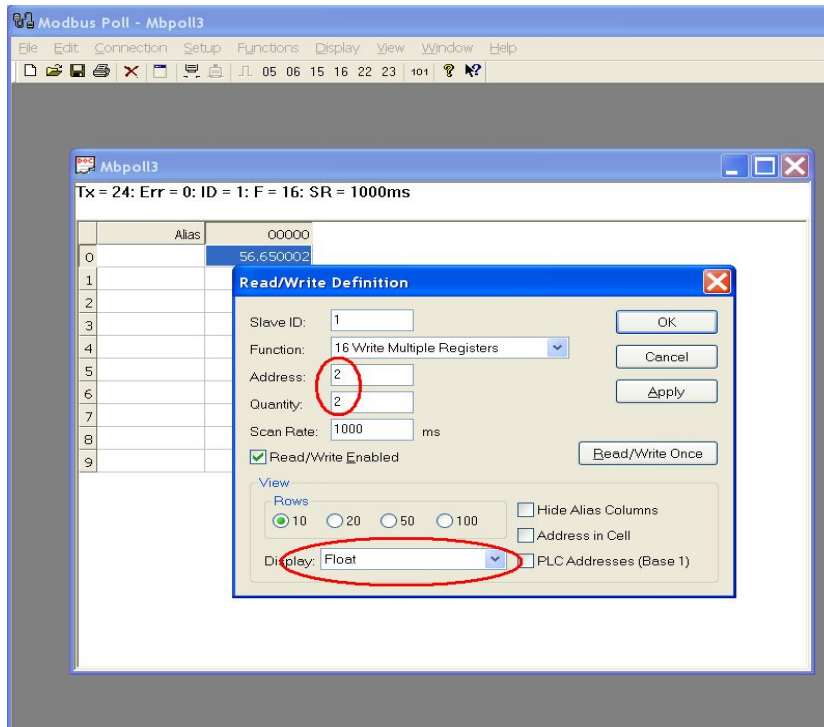 Modbus Poll - Mbpoll3
File Edit Connection Setup Functions Display View Window Help
05 06 15 16 22 23 101
Mbpoll3
Tx = 24: Err = 0: ID = 1: F = 16: SR = 1000ms
Alias 00000
0 56.650002
1
2
3
4
5
6
7
8
9
Read/Write Definition
Slave ID: 1
OK
Function: 16 Write Multiple Registers
Cancel
Address: 2
Apply
Quantity: 2
Scan Rate: 1000 ms
Read/Write Enabled
Read/Write Once
View
Rows
10 20 50 100
Hide Alias Columns
Address in Cell
Display: Float
PLC Addresses (Base 1)